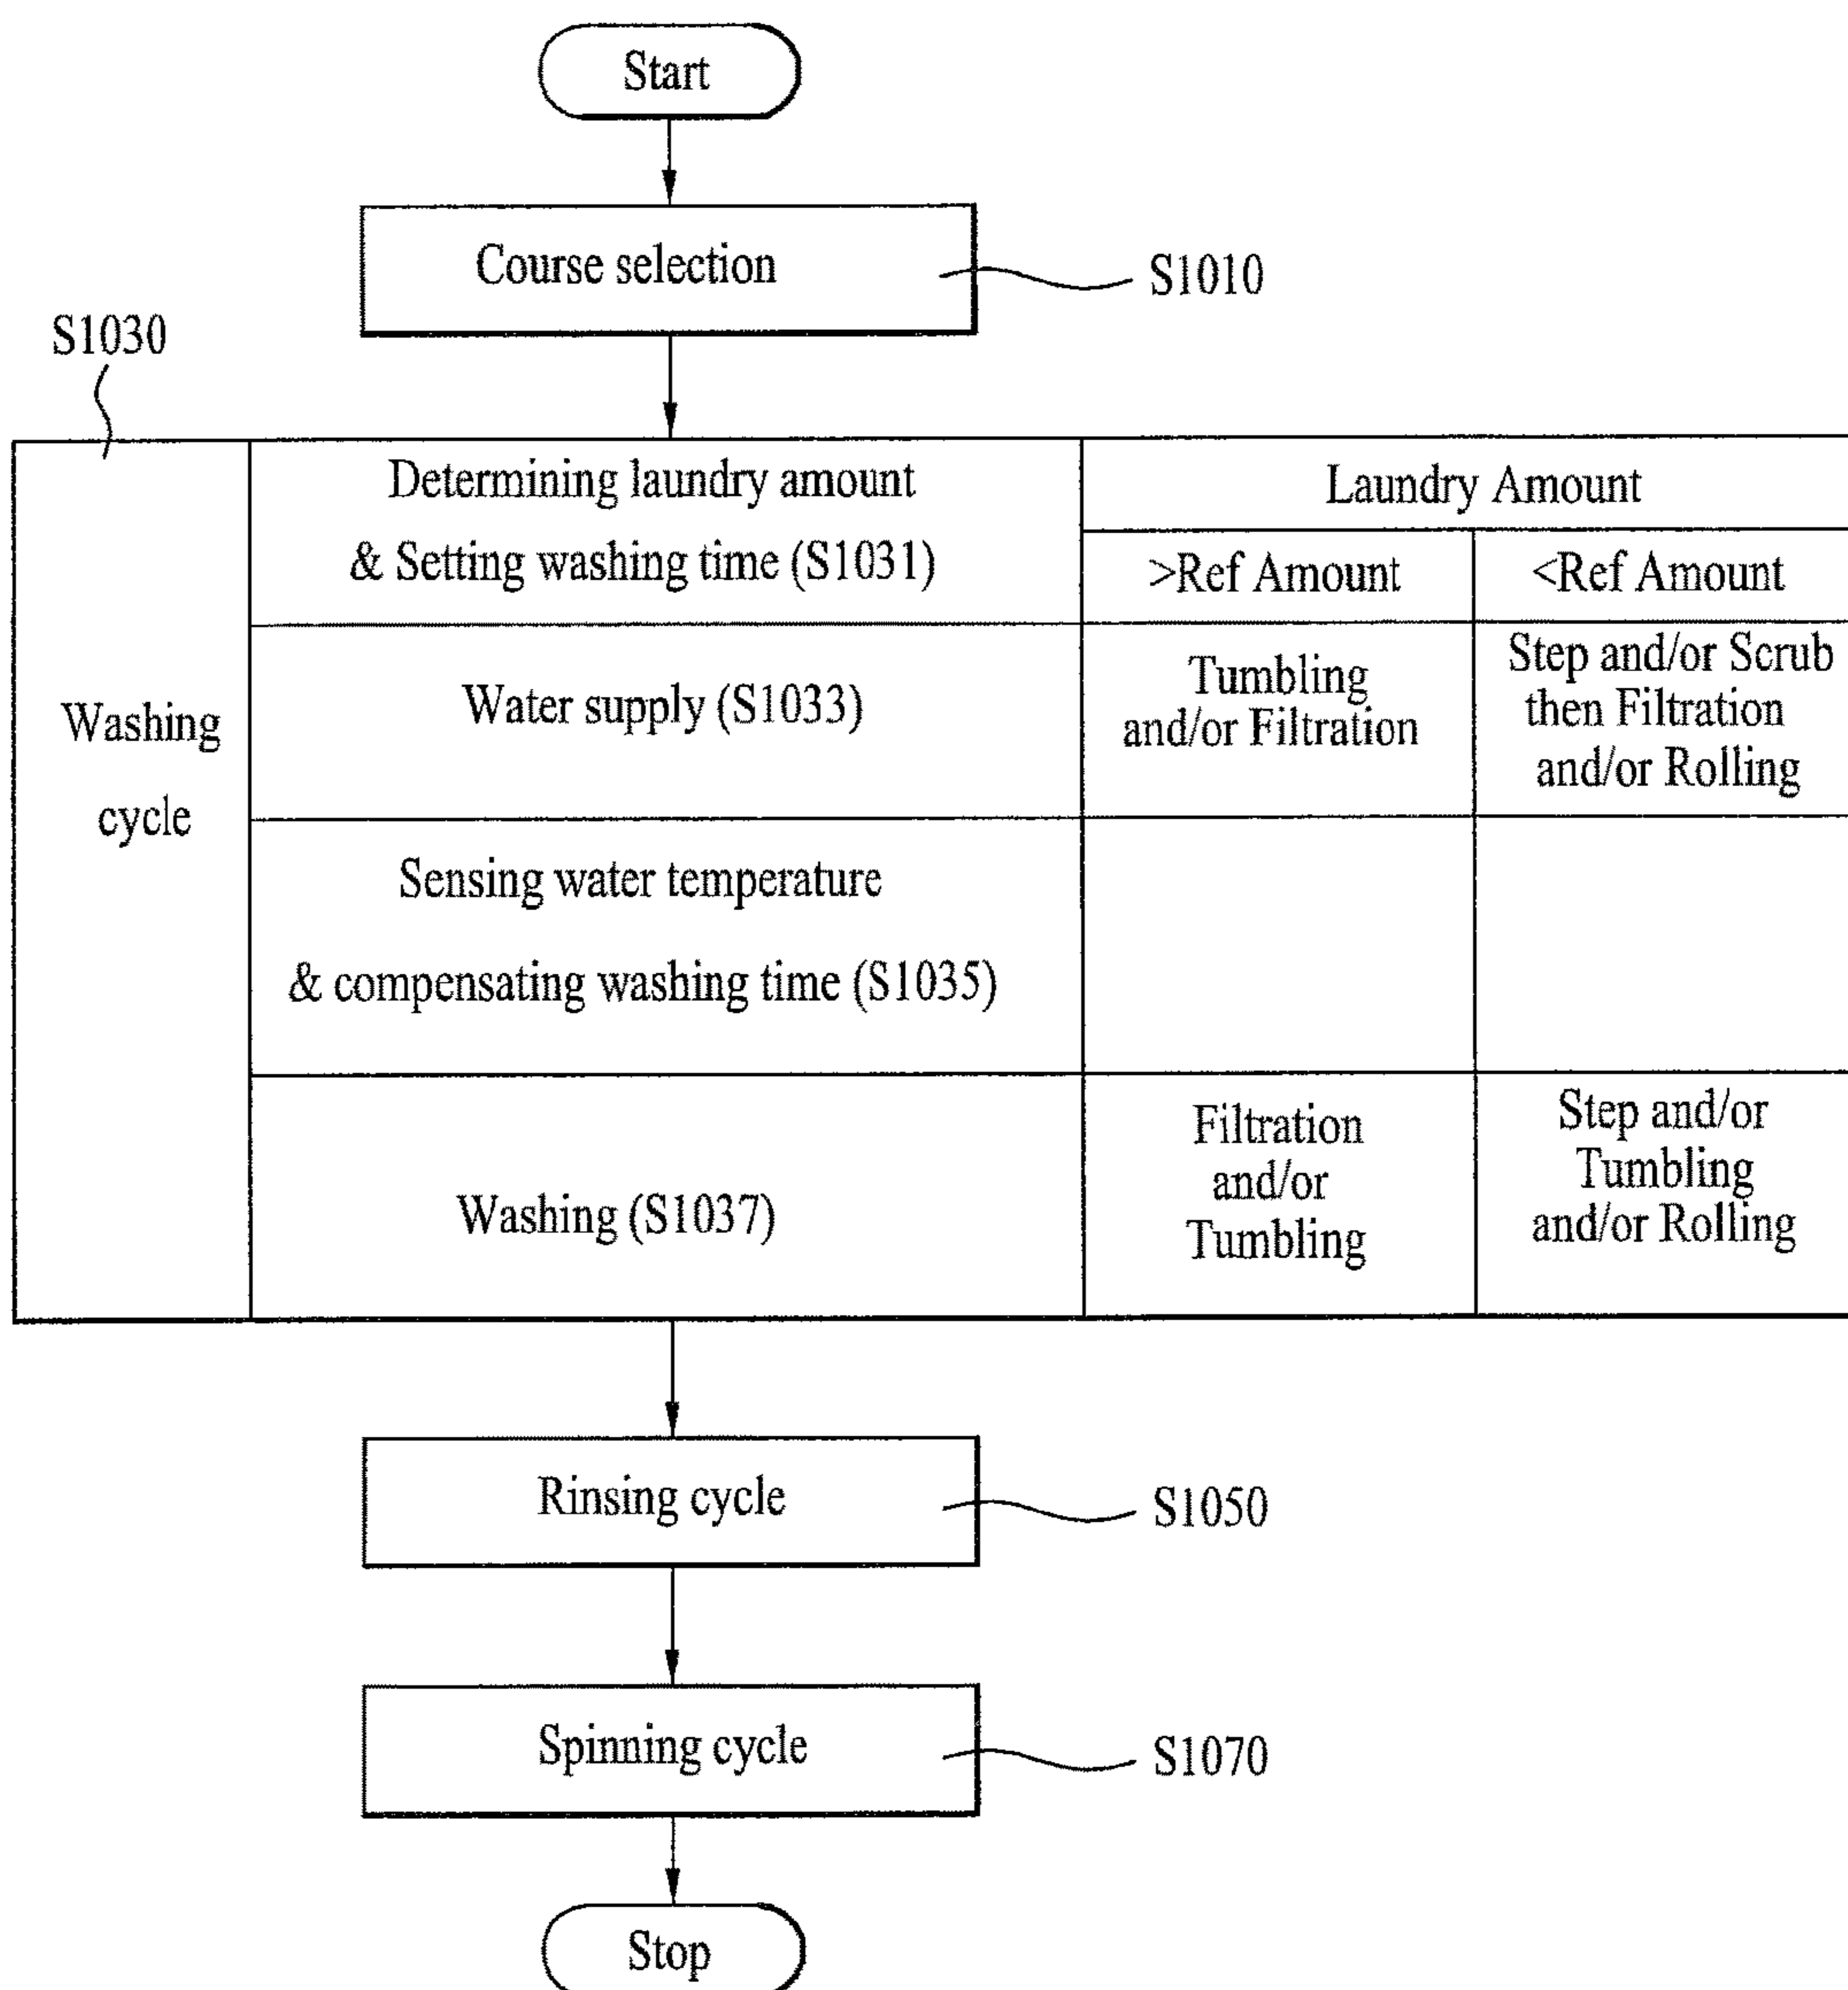 Start
Course selection
S1010
S1030
Determining laundry amount
& Setting washing time (S1031)
Laundry Amount
>Ref Amount
<Ref Amount
Washing
cycle
Water supply (S1033)
Tumbling
and/or Filtration
Step and/or Scrub
then Filtration
and/or Rolling
Sensing water temperature
& compensating washing time (S1035)
Washing (S1037)
Filtration
and/or
Tumbling
Step and/or
Tumbling
and/or Rolling
Rinsing cycle
S1050
Spinning cycle
S1070
Stop